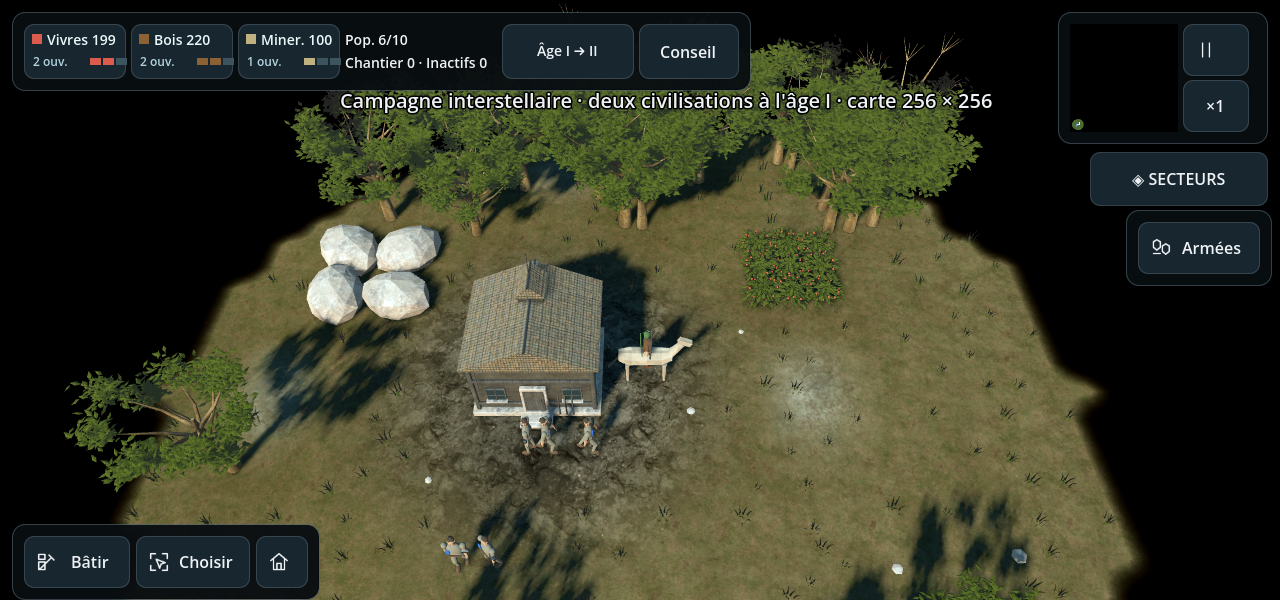 Vivres 199
2 ouv.
Bois 220
2 ouv.
Miner. 100
1 ouv.
Pop. 6/10
Chantier 0 · Inactifs 0
Âge I → II
Conseil
×1
Campagne interstellaire · deux civilisations à l'âge I · carte 256 × 256
◈ SECTEURS
Armées
Bâtir
Choisir